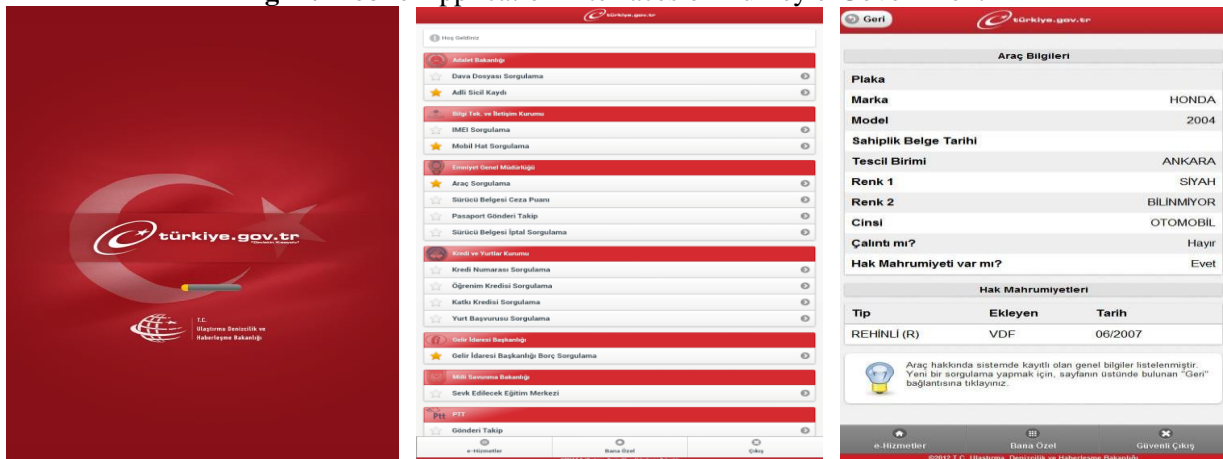 türkiye.gov.tr
"Devletin Kısayolu"
T.C.
Ulaştırma Denizcilik ve
Haberleşme Bakanlığı
türkiye.gov.tr
Hoş Geldiniz
Adalet Bakanlığı
Dava Dosyası Sorgulama
Adli Sicil Kaydı
Bilgi Tek. ve İletişim Kurumu
IMEI Sorgulama
Mobil Hat Sorgulama
Emniyet Genel Müdürlüğü
Araç Sorgulama
Sürücü Belgesi Ceza Puanı
Pasaport Gönderi Takip
Sürücü Belgesi İptal Sorgulama
Kredi ve Yurtlar Kurumu
Kredi Numarası Sorgulama
Öğrenim Kredisi Sorgulama
Katkı Kredisi Sorgulama
Yurt Başvurusu Sorgulama
Gelir İdaresi Başkanlığı
Gelir İdaresi Başkanlığı Borç Sorgulama
Milli Savunma Bakanlığı
Sevk Edilecek Eğitim Merkezi
Ptt PTT
Gönderi Takip
e-Hizmetler Bana Özel Çıkış
Geri türkiye.gov.tr
Araç Bilgileri
Plaka
Marka HONDA
Model 2004
Sahiplik Belge Tarihi
Tescil Birimi ANKARA
Renk 1 SİYAH
Renk 2 BİLİNMİYOR
Cinsi OTOMOBİL
Çalıntı mı? Hayır
Hak Mahrumiyeti var mı? Evet
Hak Mahrumiyetleri
Tip Ekleyen Tarih
REHİNLİ (R) VDF 06/2007
Araç hakkında sistemde kayıtlı olan genel bilgiler listelenmiştir.
Yeni bir sorgulama yapmak için, sayfanın üstünde bulunan "Geri"
bağlantısına tıklayınız.
e-Hizmetler Bana Özel Güvenli Çıkış
©2012 T.C. Ulaştırma, Denizcilik ve Haberleşme Bakanlığı